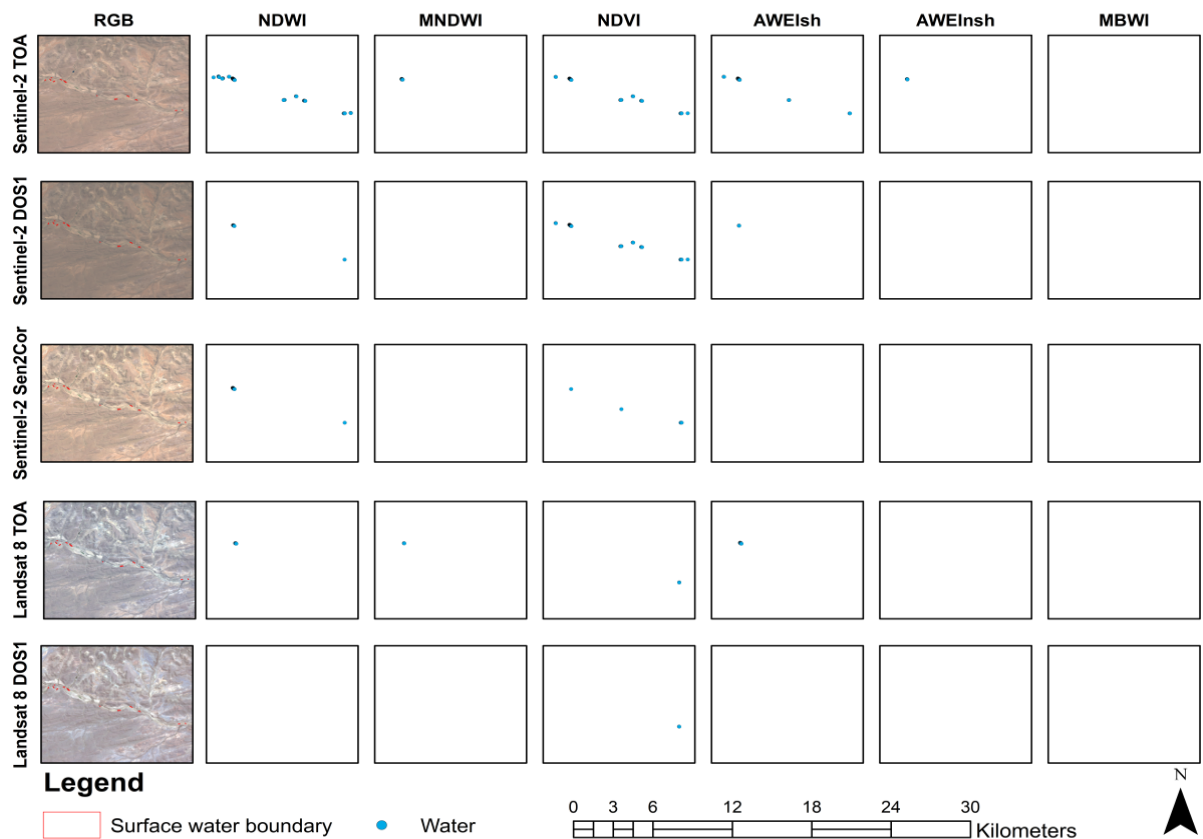 RGB NDWI MNDWI NDVI AWEIsh AWEInsh MBWI
Sentinel-2 TOA
Sentinel-2 DOS1
Sentinel-2 Sen2Cor
Landsat 8 TOA
Landsat 8 DOS1
Legend
Surface water boundary
Water
0 3 6 12 18 24 30
Kilometers
N